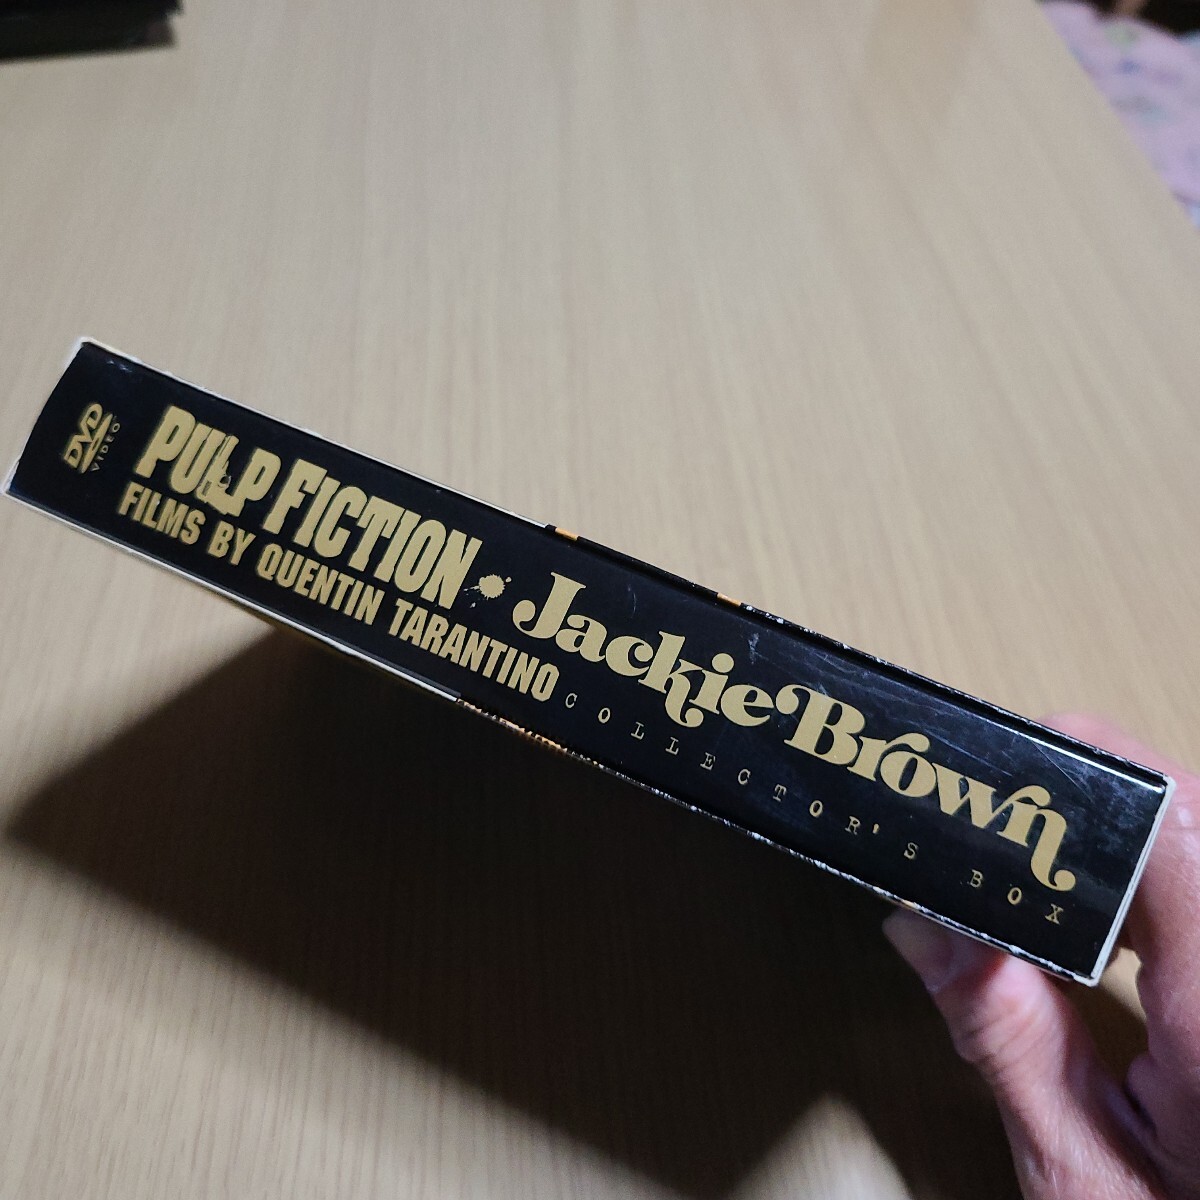 DVD
VIDEO
PULP FICTION • Jackie Brown
FILMS BY QUENTIN TARANTINO COLLECTOR'S BOX